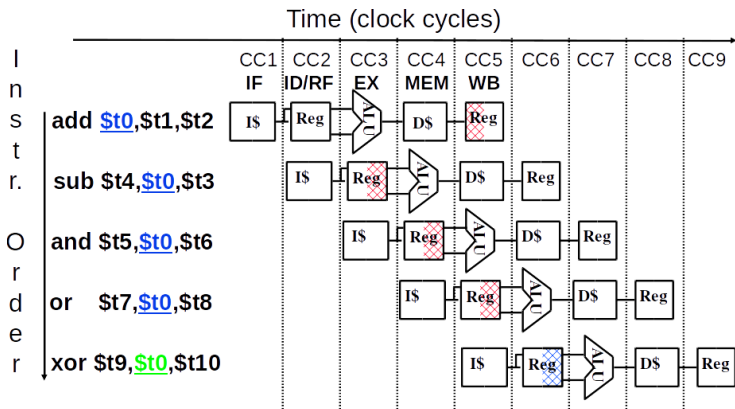 Time (clock cycles)
CC1 CC2 CC3 CC4 CC5 CC6 CC7 CC8 CC9
IF ID/RF EX MEM WB
Instr. Order
add $t0,$t1,$t2
I$ Reg ALU D$ Reg
sub $t4,$t0,$t3
I$ Reg ALU D$ Reg
and $t5,$t0,$t6
I$ Reg ALU D$ Reg
or $t7,$t0,$t8
I$ Reg ALU D$ Reg
xor $t9,$t0,$t10
I$ Reg ALU D$ Reg